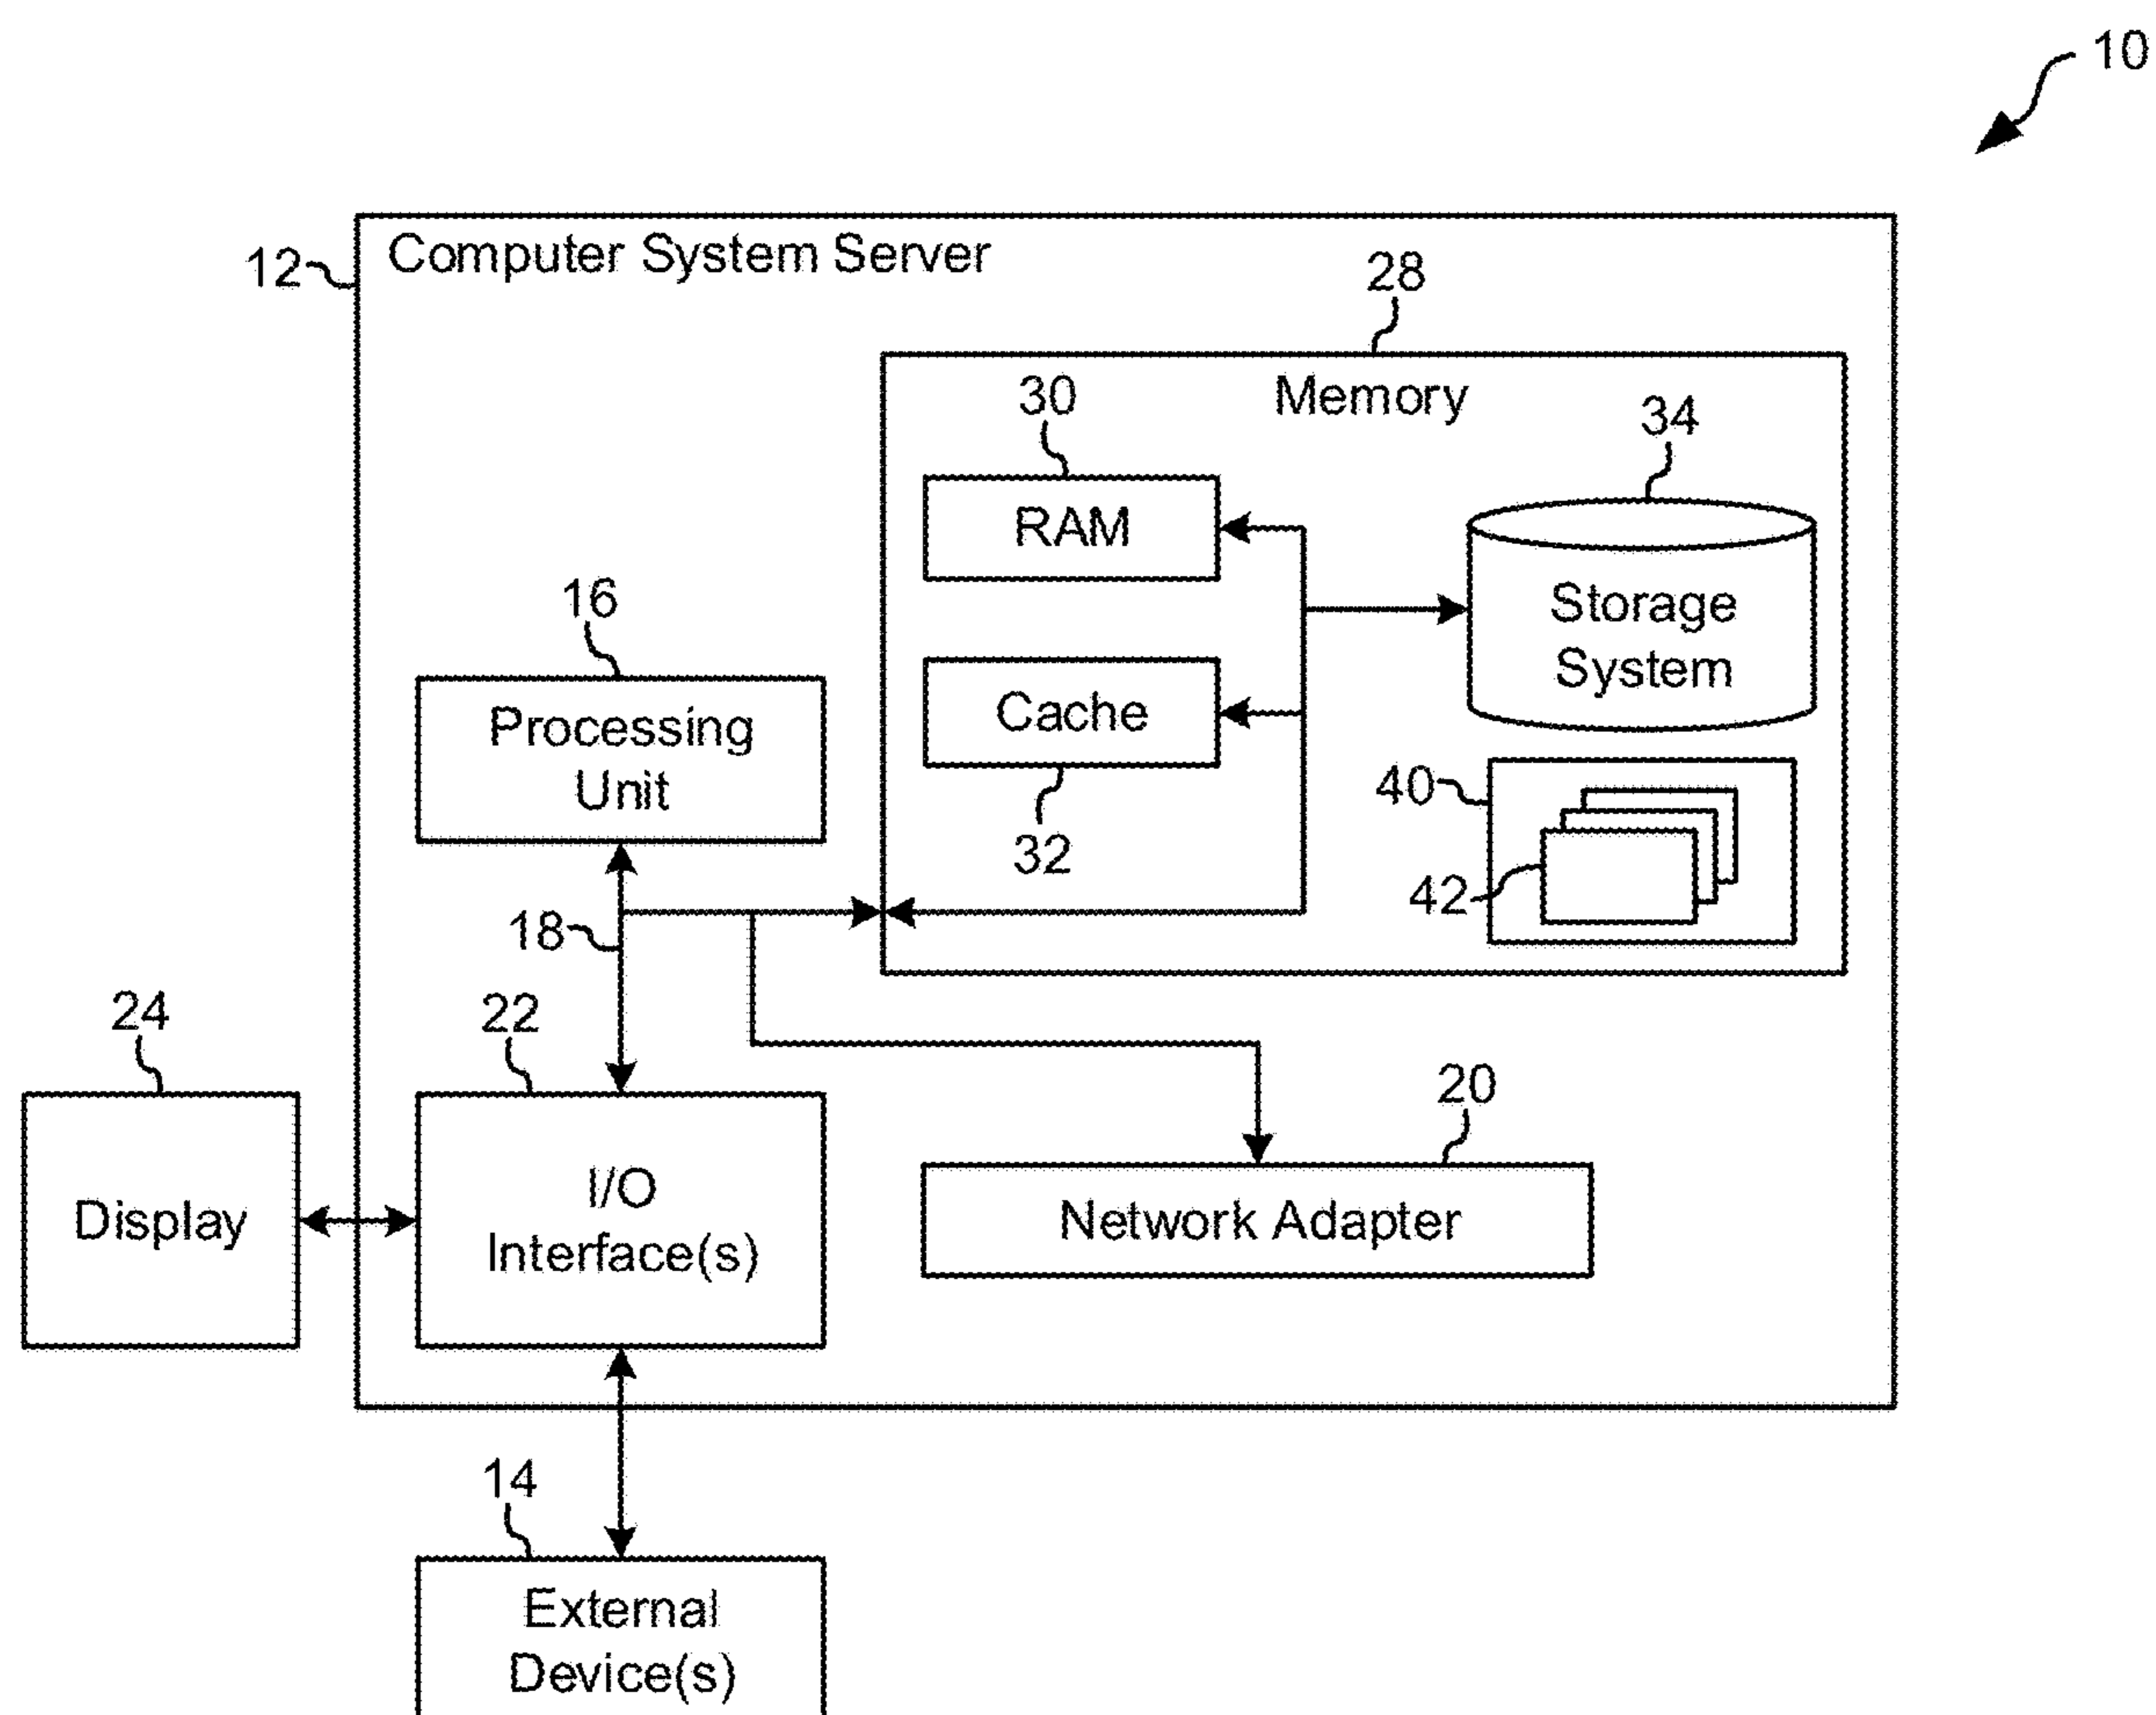 10
12
Computer System Server
28
Memory
30
34
RAM
Storage
System
16
Processing
Unit
Cache
32
40
42
18
24
22
20
Display
I/O
Interface(s)
Network Adapter
14
External
Device(s)